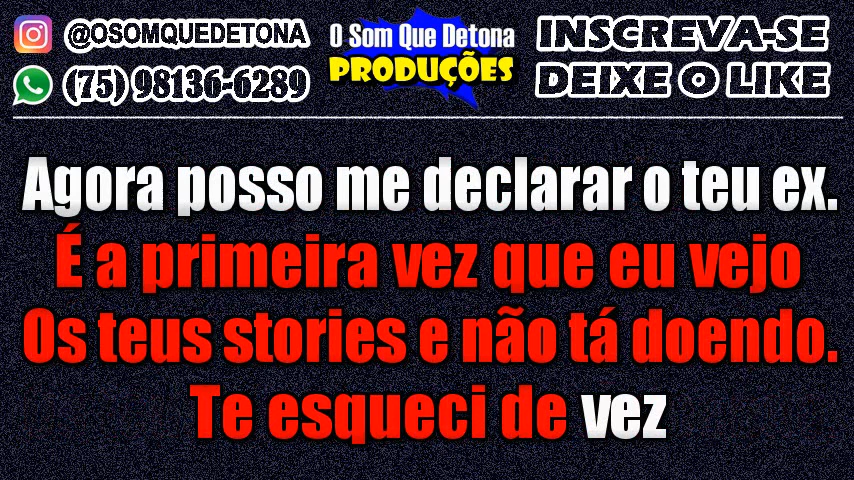 @OSOMQUEDETONA
(75) 98136-6289
O Som Que Detona
PRODUÇÕES
INSCREVA-SE
DEIXE O LIKE
Agora posso me declarar o teu ex.
É a primeira vez que eu vejo
Os teus stories e não tá doendo.
Te esqueci de vez